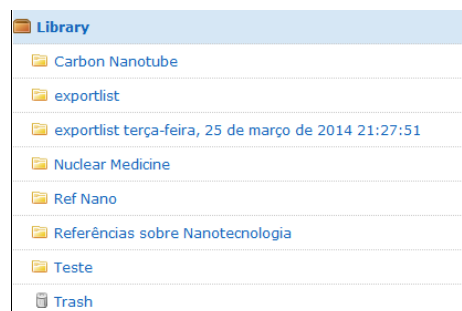 Library
Carbon Nanotube
exportlist
exportlist terça-feira, 25 de março de 2014 21:27:51
Nuclear Medicine
Ref Nano
Referências sobre Nanotecnologia
Teste
Trash